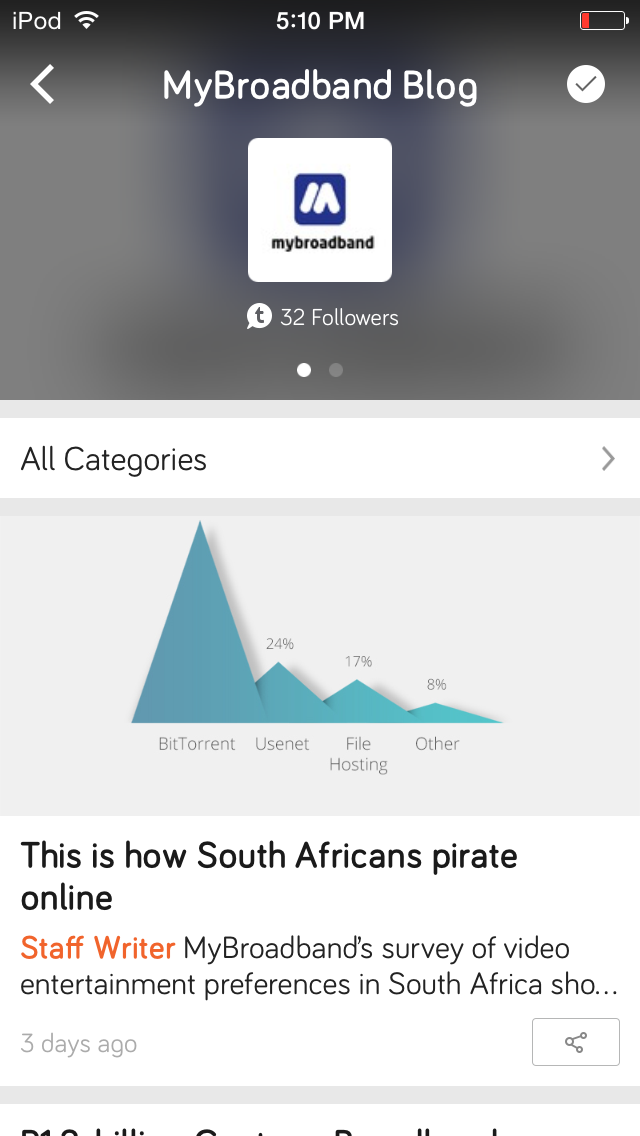 iPod 5:10 PM
MyBroadband Blog
mybroadband
t 32 Followers
All Categories
24%
17%
8%
BitTorrent Usenet File Other
Hosting
This is how South Africans pirate
online
Staff Writer MyBroadband's survey of video
entertainment preferences in South Africa sho...
3 days ago